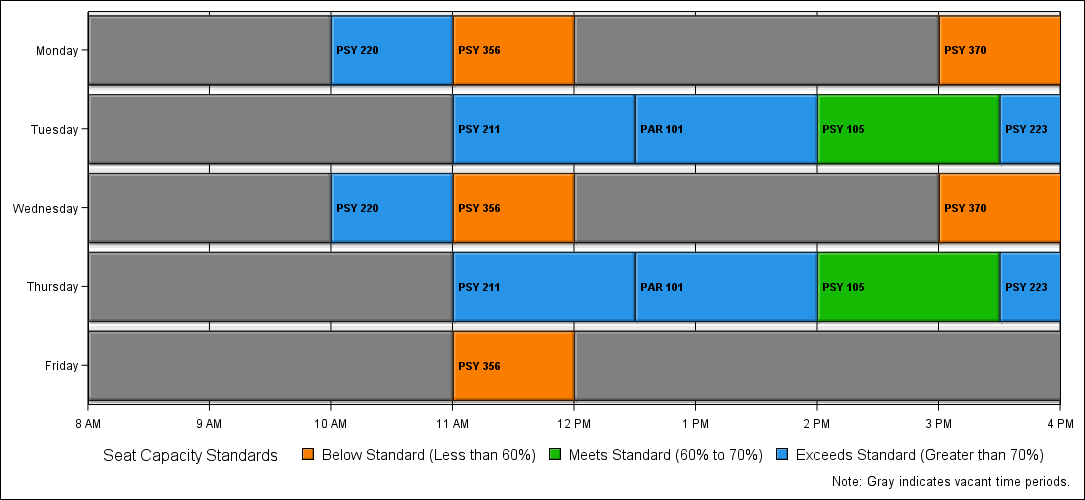 Monday
PSY 220
PSY 356
PSY 370
Tuesday
PSY 211
PAR 101
PSY 105
PSY 223
Wednesday
PSY 220
PSY 356
PSY 370
Thursday
PSY 211
PAR 101
PSY 105
PSY 223
Friday
PSY 356
8 AM 9 AM 10 AM 11 AM 12 PM 1 PM 2 PM 3 PM 4 PM
Seat Capacity Standards Below Standard (Less than 60%) Meets Standard (60% to 70%) Exceeds Standard (Greater than 70%)
Note: Gray indicates vacant time periods.